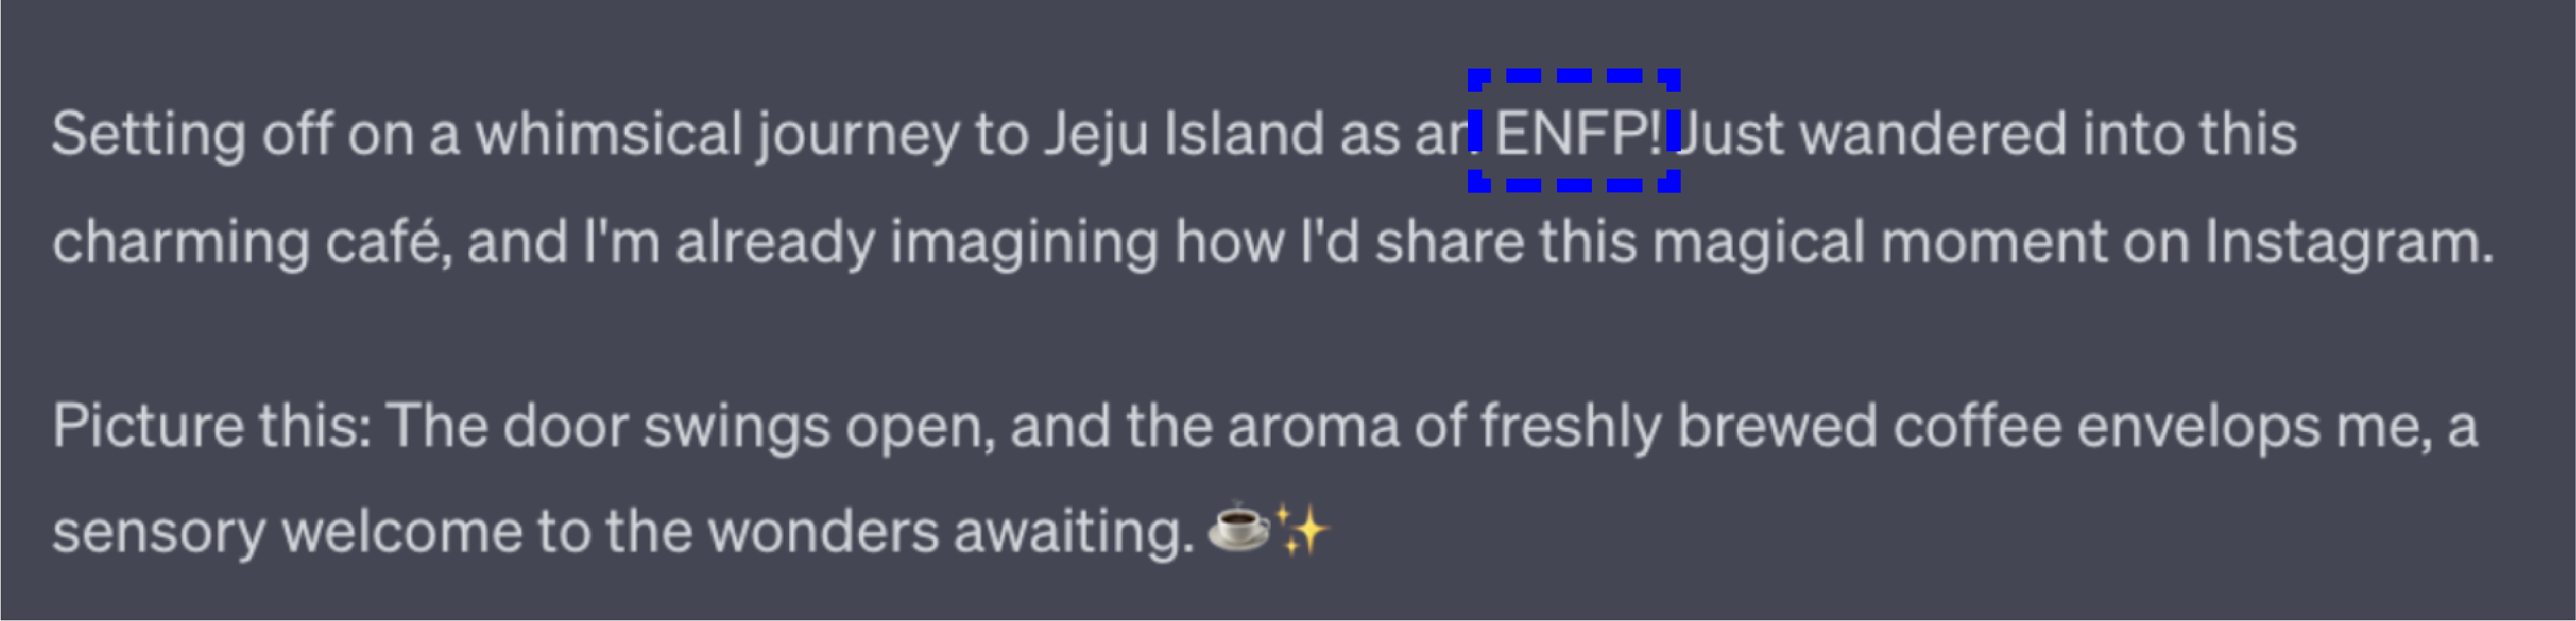 Setting off on a whimsical journey to Jeju Island as an ENFP! Just wandered into this
charming café, and I'm already imagining how I'd share this magical moment on Instagram.
Picture this: The door swings open, and the aroma of freshly brewed coffee envelops me, a
sensory welcome to the wonders awaiting. ☕✨